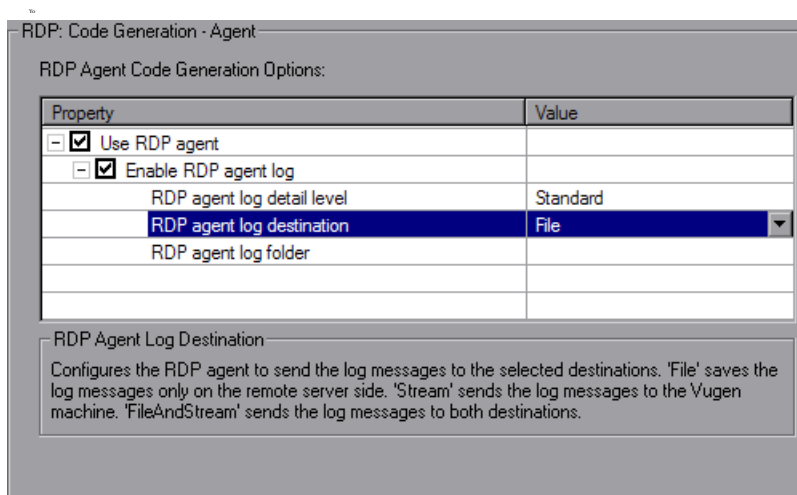 RDP: Code Generation - Agent
RDP Agent Code Generation Options:
Property Value
Use RDP agent
Enable RDP agent log
RDP agent log detail level Standard
RDP agent log destination File
RDP agent log folder
RDP Agent Log Destination
Configures the RDP agent to send the log messages to the selected destinations. 'File' saves the
log messages only on the remote server side. 'Stream' sends the log messages to the Vugen
machine. 'FileAndStream' sends the log messages to both destinations.